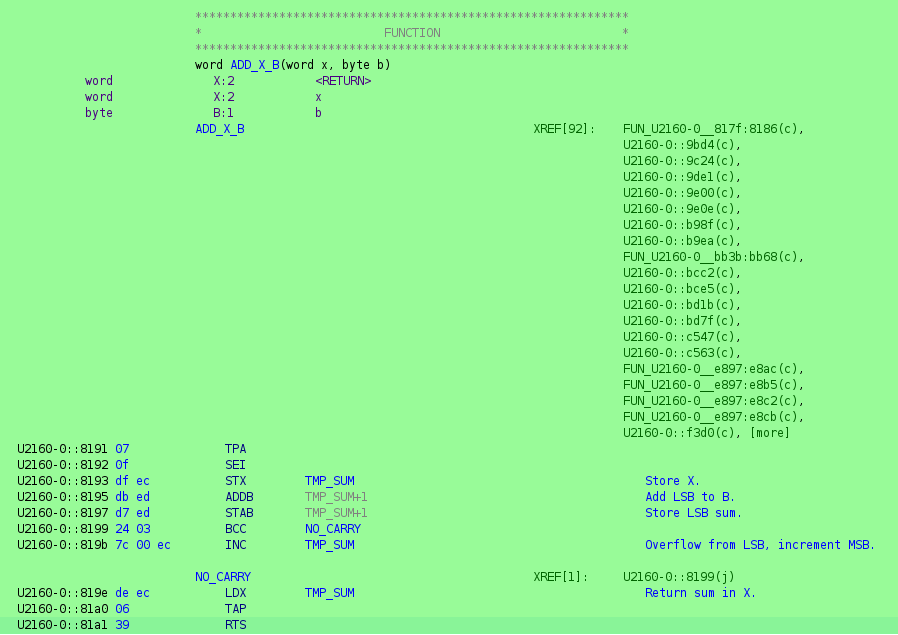 **************************************************************
*                          FUNCTION                          *
**************************************************************
word ADD_X_B(word x, byte b)
word X:2 <RETURN>
word X:2 x
byte B:1 b
ADD_X_B XREF[92]: FUN_U2160-0__817f:8186(c),
U2160-0::9bd4(c),
U2160-0::9c24(c),
U2160-0::9de1(c),
U2160-0::9e00(c),
U2160-0::9e0e(c),
U2160-0::b98f(c),
U2160-0::b9ea(c),
FUN_U2160-0__bb3b:bb68(c),
U2160-0::bcc2(c),
U2160-0::bce5(c),
U2160-0::bd1b(c),
U2160-0::bd7f(c),
U2160-0::c547(c),
U2160-0::c563(c),
FUN_U2160-0__e897:e8ac(c),
FUN_U2160-0__e897:e8b5(c),
FUN_U2160-0__e897:e8c2(c),
FUN_U2160-0__e897:e8cb(c),
U2160-0::f3d0(c), [more]
U2160-0::8191 07 TPA
U2160-0::8192 0f SEI
U2160-0::8193 df ec STX TMP_SUM Store X.
U2160-0::8195 db ed ADDB TMP_SUM+1 Add LSB to B.
U2160-0::8197 d7 ed STAB TMP_SUM+1 Store LSB sum.
U2160-0::8199 24 03 BCC NO_CARRY
U2160-0::819b 7c 00 ec INC TMP_SUM Overflow from LSB, increment MSB.
NO_CARRY XREF[1]: U2160-0::8199(j)
U2160-0::819e de ec LDX TMP_SUM Return sum in X.
U2160-0::81a0 06 TAP
U2160-0::81a1 39 RTS